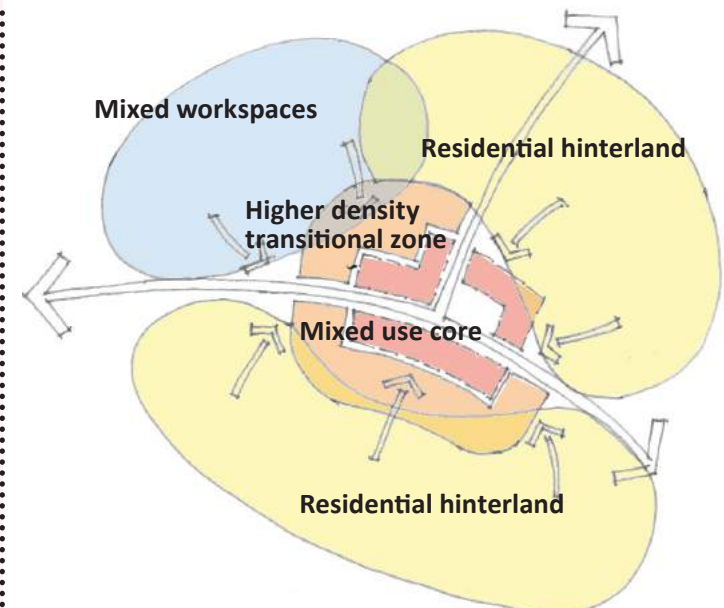 Mixed workspaces
Residential hinterland
Higher density
transitional zone
Mixed use core
Residential hinterland